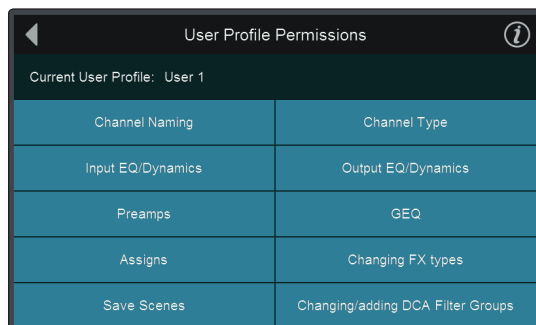 User Profile Permissions
i
Current User Profile: User 1
Channel Naming
Channel Type
Input EQ/Dynamics
Output EQ/Dynamics
Preamps
GEQ
Assigns
Changing FX types
Save Scenes
Changing/adding DCA Filter Groups